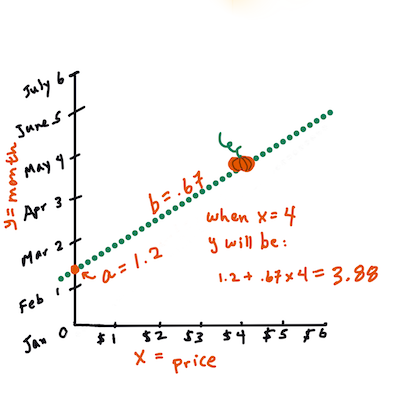 July 6
June 5
May 4
Apr 3
Mar 2
Feb 1
Jan 0
y = month
b = .67
a = 1.2
when x = 4
y will be:
1.2 + .67 x 4 = 3.88
$1 $2 $3 $4 $5 $6
x = price